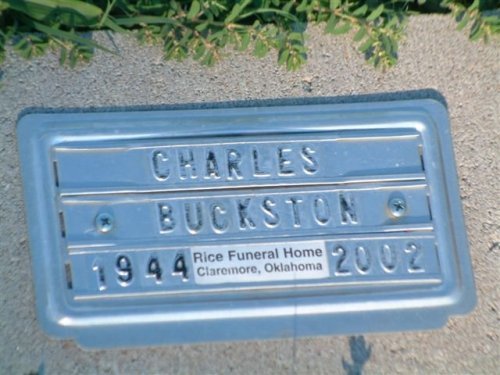 CHARLES
BUCKSTON
1944 Rice Funeral Home 2002
Claremore, Oklahoma